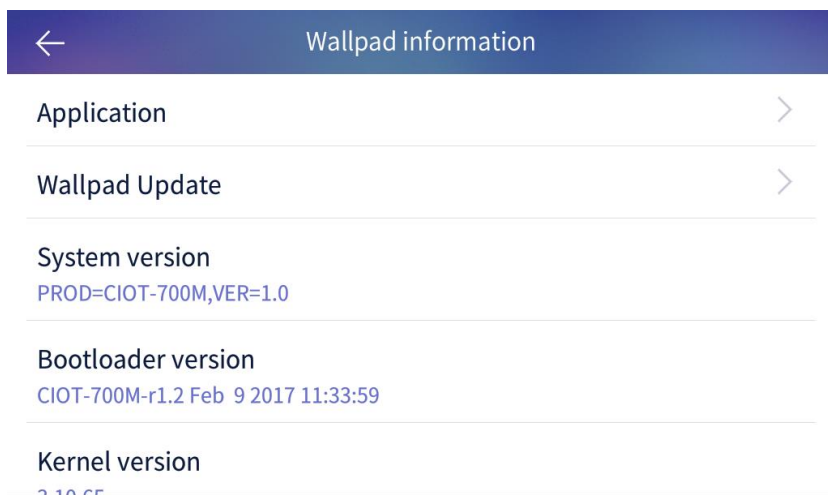 Wallpad information
Application
Wallpad Update
System version
PROD=CIOT-700M,VER=1.0
Bootloader version
CIOT-700M-r1.2 Feb 9 2017 11:33:59
Kernel version